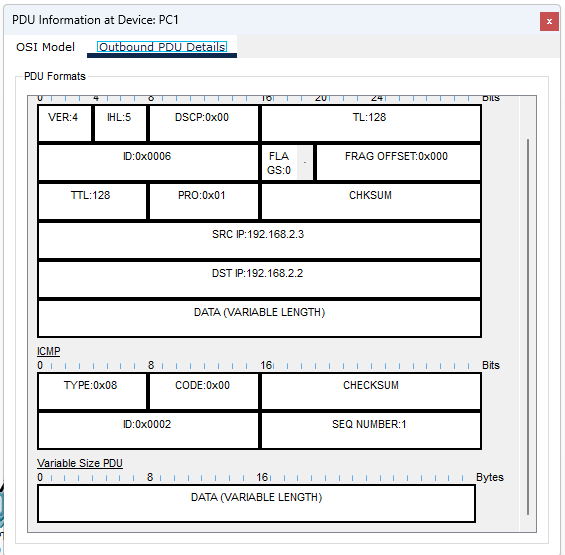 PDU Information at Device: PC1
x
OSI Model Outbound PDU Details
PDU Formats
0 4 8 16 20 24 Bits
VER:4 IHL:5 DSCP:0x00 TL:128
ID:0x0006 FLA GS:0 FRAG OFFSET:0x000
TTL:128 PRO:0x01 CHKSUM
SRC IP:192.168.2.3
DST IP:192.168.2.2
DATA (VARIABLE LENGTH)
ICMP
0 8 16 Bits
TYPE:0x08 CODE:0x00 CHECKSUM
ID:0x0002 SEQ NUMBER:1
Variable Size PDU
0 8 16 Bytes
DATA (VARIABLE LENGTH)